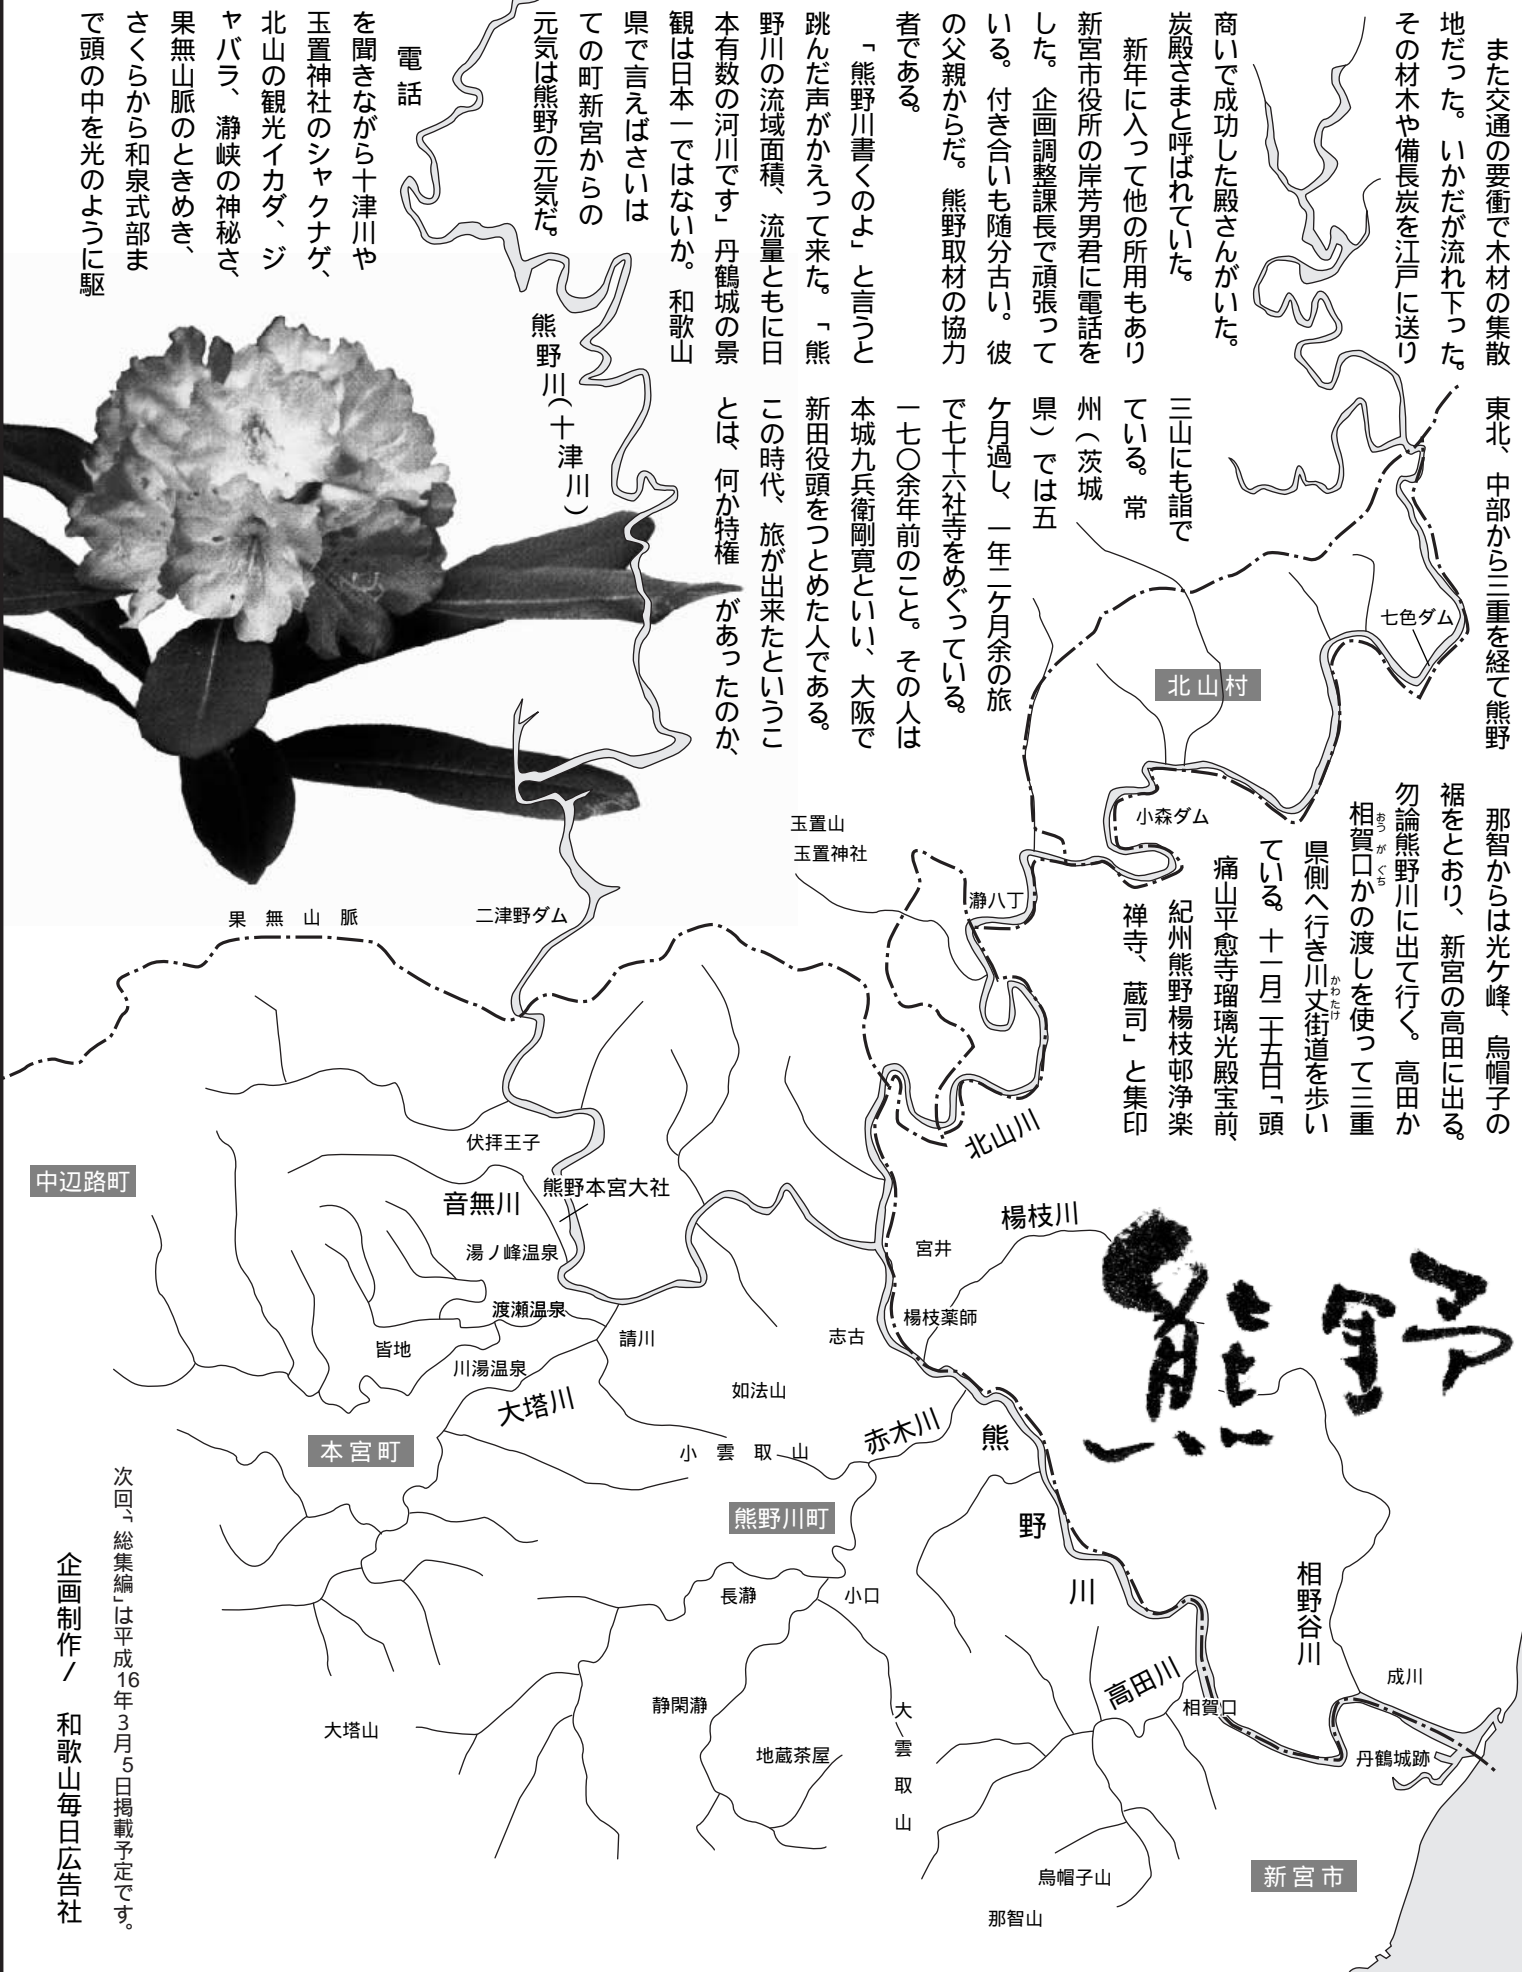 また交通の要衝で木材の集散
地だった。いかだが流れ下った。
その材木や備長炭を江戸に送り
商いで成功した殿さんがいた。
炭殿さまと呼ばれていた。
新年に入って他の所用もあり
新宮市役所の岸芳男君に電話を
した。企画調整課長で頑張って
いる。付き合いも随分古い。彼
の父親からだ。熊野取材の協力
者である。
「熊野川書くのよ」と言うと
跳んだ声がかえって来た。「熊
野川の流域面積、流量ともに日
本有数の河川です」丹鶴城の景
観は日本一ではないか。和歌山
県で言えばさいは
ての町新宮からの
元気は熊野の元気だ。
電話
を聞きながら十津川や
玉置神社のシャクナゲ、
北山の観光イカダ、ジ
ャバラ、瀞峡の神秘さ、
果無山脈のときめき、
さくらから和泉式部ま
で頭の中を光のように駆
東北、中部から三重を経て熊野
三山にも詣で
ている。常
州(茨城
県)では五
ケ月過し、一年二ケ月余の旅
で七十六社寺をめぐっている。
一七〇余年前のこと。その人は
本城九兵衛剛寛といい、大阪で
新田役頭をつとめた人である。
この時代、旅が出来たというこ
とは、何か特権 があったのか、
那智からは光ケ峰、烏帽子の
裾をとおり、新宮の高田に出る。
勿論熊野川に出て行く。高田か
相賀口かの渡しを使って三重
おう が ぐち
県側へ行き川丈街道を歩い
かわたけ
ている。十一月二十五日「頭
痛山平愈寺瑠璃光殿宝前、
紀州熊野楊枝邨浄楽
禅寺、蔵司」と集印
熊野
熊野川(十津川)
七色ダム
北山村
小森ダム
玉置山
玉置神社
瀞八丁
果無山脈
二津野ダム
北山川
伏拝王子
中辺路町
熊野本宮大社
音無川
湯ノ峰温泉
渡瀬温泉
皆地
川湯温泉
請川
大塔川
宮井
楊枝川
楊枝薬師
志古
如法山
赤木川
小雲取山
本宮町
熊野川町
熊野川
長瀞
小口
相野谷川
高田川
相賀口
成川
丹鶴城跡
静閑瀞
大塔山
地蔵茶屋
大雲取山
烏帽子山
那智山
新宮市
次回、「総集編」は平成16年3月5日掲載予定です。
企画制作/ 和歌山毎日広告社